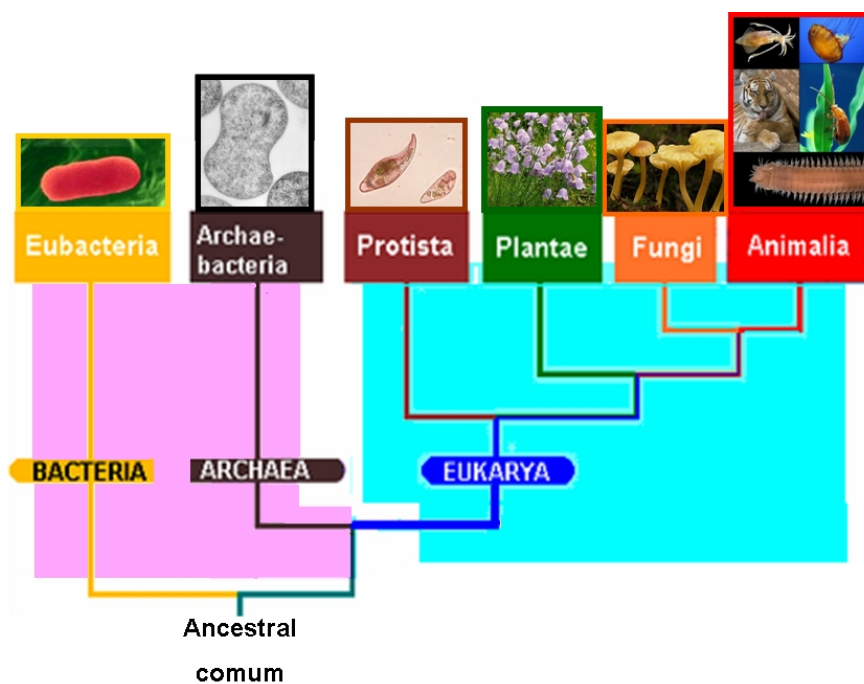 Eubacteria
Archae-
bacteria
Protista
Plantae
Fungi
Animalia
BACTERIA
ARCHAEA
EUKARYA
Ancestral
comum